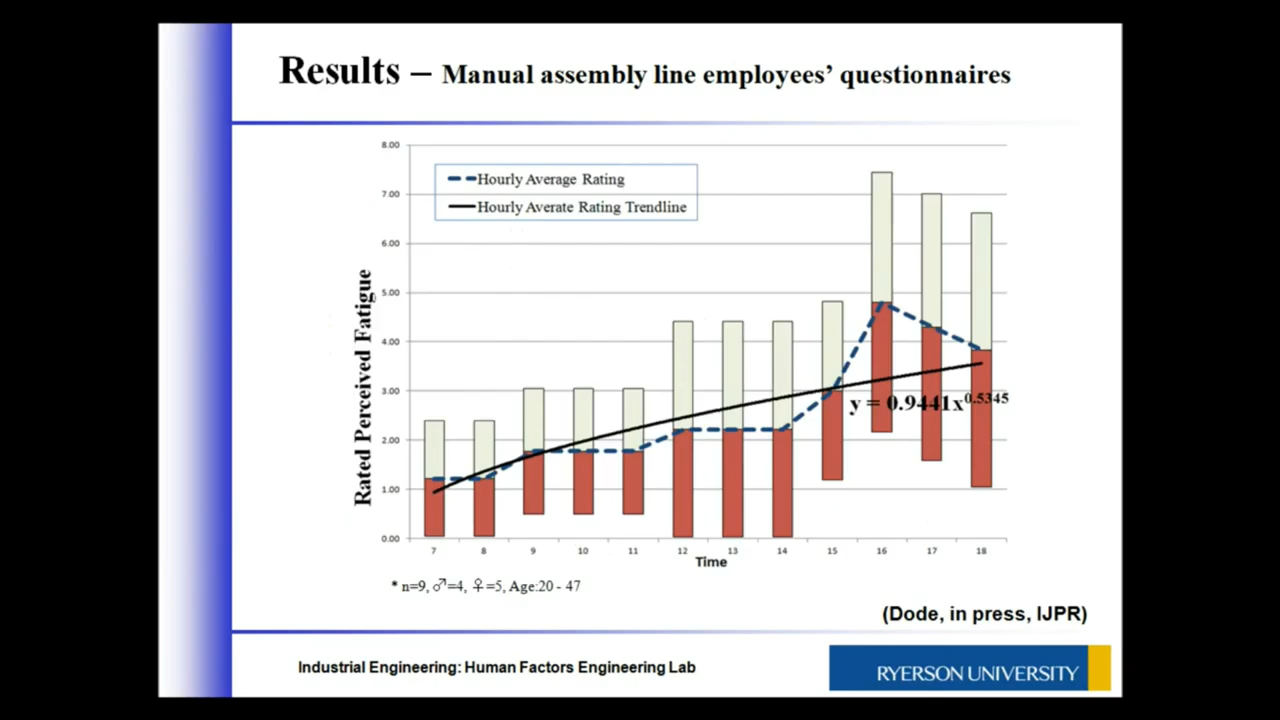 Results – Manual assembly line employees' questionnaires
8.00
7.00
6.00
5.00
4.00
3.00
2.00
1.00
0.00
Rated Perceived Fatigue
Hourly Average Rating
Hourly Averate Rating Trendline
y = 0.9441x^0.5345
7 8 9 10 11 12 13 14 15 16 17 18
Time
* n=9, ♂=4, ♀=5, Age:20 - 47
(Dode, in press, IJPR)
Industrial Engineering: Human Factors Engineering Lab
RYERSON UNIVERSITY